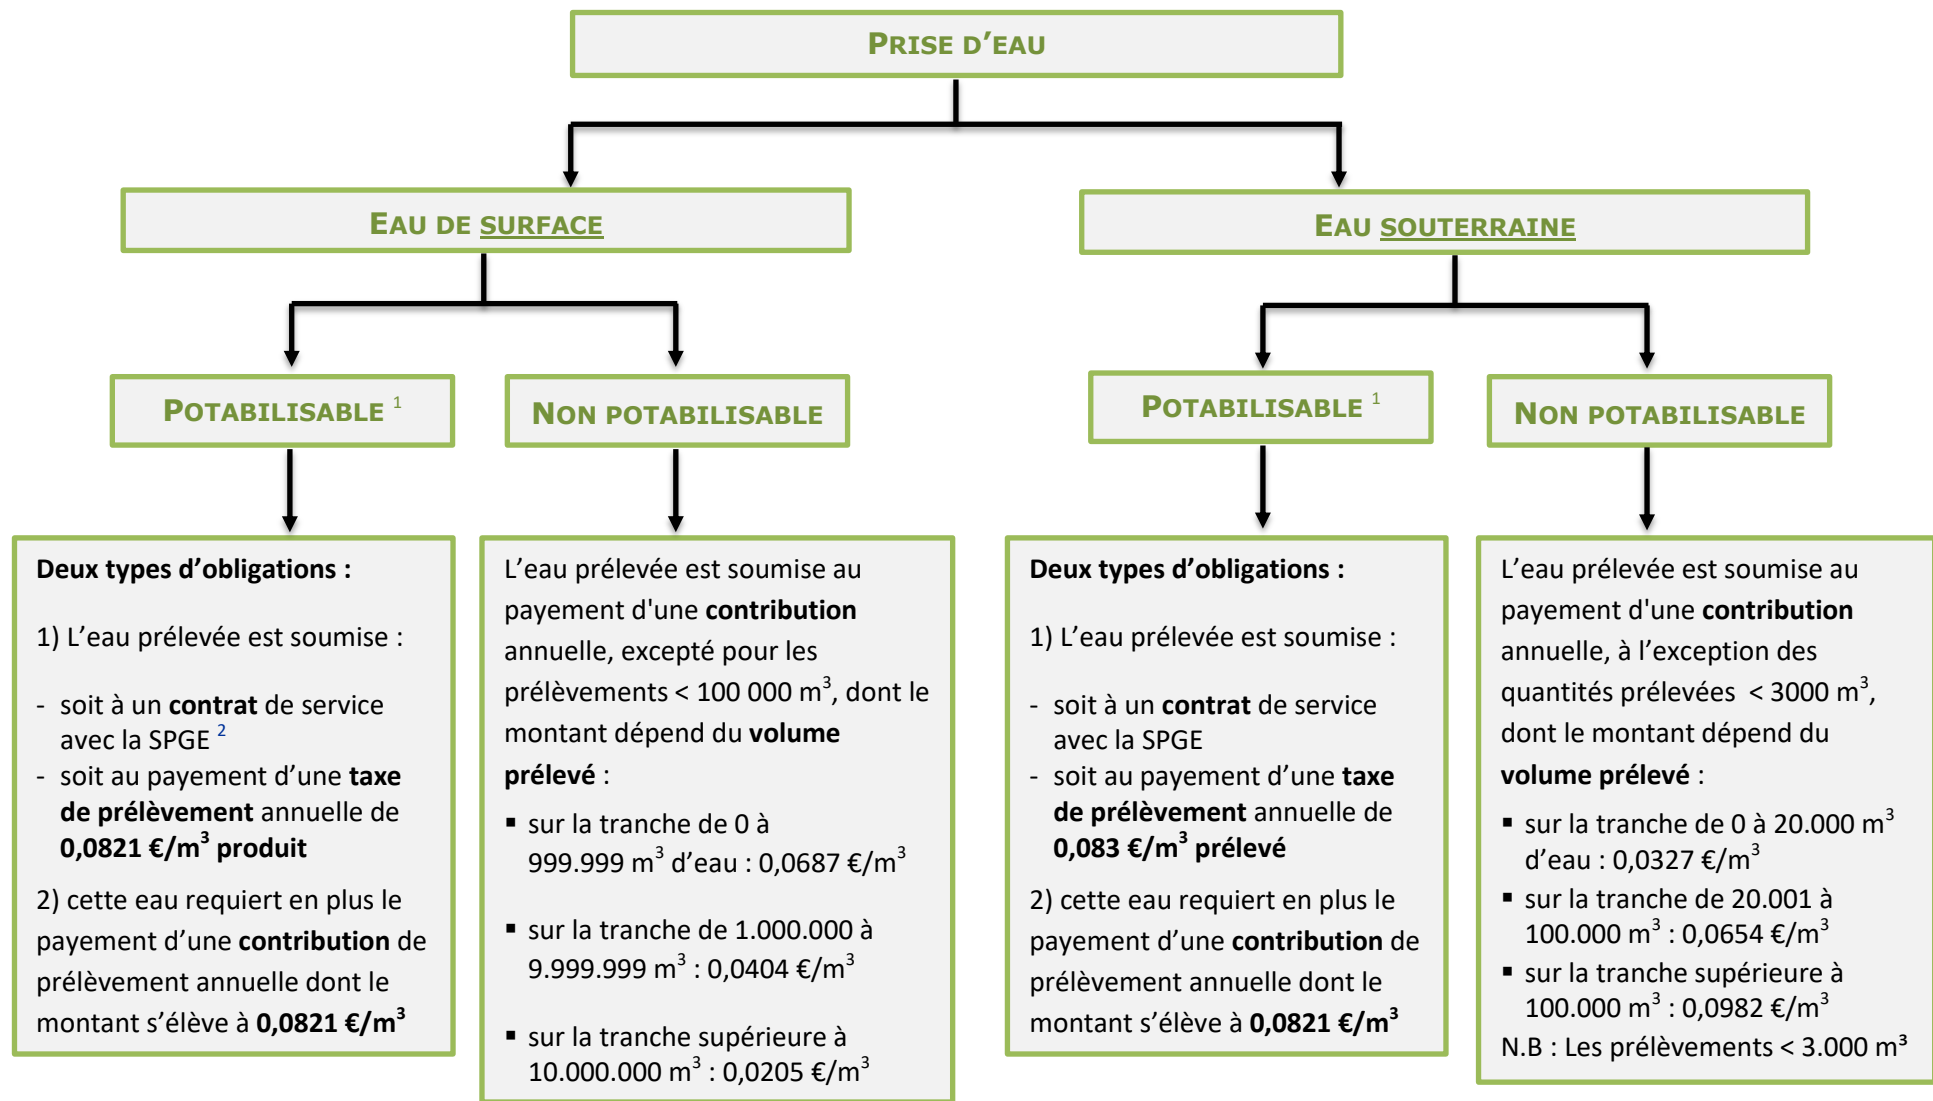 PRISE D'EAU
EAU DE SURFACE
EAU SOUTERRAINE
POTABILISABLE ¹
NON POTABILISABLE
POTABILISABLE ¹
NON POTABILISABLE
Deux types d’obligations :
1) L’eau prélevée est soumise :
- soit à un contrat de service
avec la SPGE ²
- soit au payement d’une taxe
de prélèvement annuelle de
0,0821 €/m³ produit
2) cette eau requiert en plus le
payement d’une contribution de
prélèvement annuelle dont le
montant s’élève à 0,0821 €/m³
L’eau prélevée est soumise au
payement d'une contribution
annuelle, excepté pour les
prélèvements < 100 000 m³, dont le
montant dépend du volume
prélevé :
▪ sur la tranche de 0 à
999.999 m³ d’eau : 0,0687 €/m³
▪ sur la tranche de 1.000.000 à
9.999.999 m³ : 0,0404 €/m³
▪ sur la tranche supérieure à
10.000.000 m³ : 0,0205 €/m³
Deux types d’obligations :
1) L’eau prélevée est soumise :
- soit à un contrat de service
avec la SPGE
- soit au payement d’une taxe
de prélèvement annuelle de
0,083 €/m³ prélevé
2) cette eau requiert en plus le
payement d’une contribution de
prélèvement annuelle dont le
montant s’élève à 0,0821 €/m³
L’eau prélevée est soumise au
payement d'une contribution
annuelle, à l’exception des
quantités prélevées < 3000 m³,
dont le montant dépend du
volume prélevé :
▪ sur la tranche de 0 à 20.000 m³
d’eau : 0,0327 €/m³
▪ sur la tranche de 20.001 à
100.000 m³ : 0,0654 €/m³
▪ sur la tranche supérieure à
100.000 m³ : 0,0982 €/m³
N.B : Les prélèvements < 3.000 m³